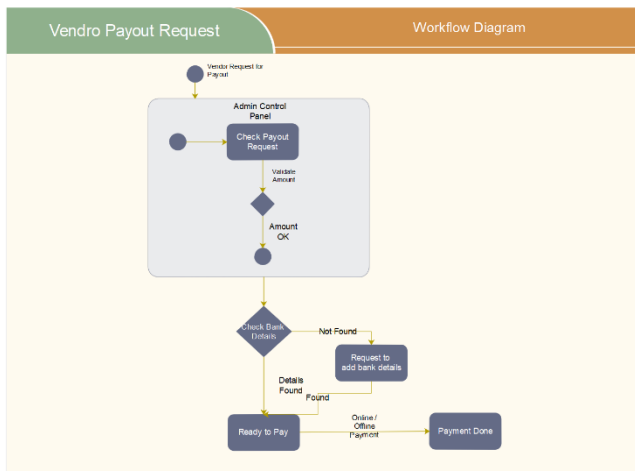 Vendro Payout Request
Workflow Diagram
Vendor Request for
Payout
Admin Control
Panel
Check Payout
Request
Validate
Amount
Amount
OK
Check Bank
Details
Not Found
Request to
add bank details
Details
Found
Found
Ready to Pay
Online /
Offline
Payment
Payment Done